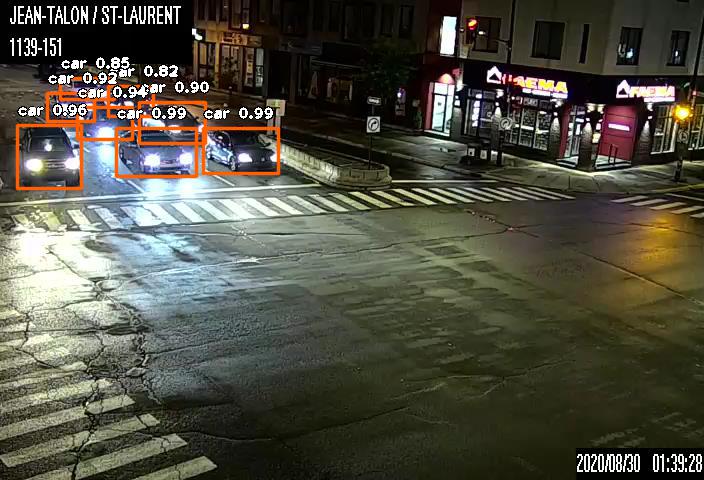 JEAN-TALON / ST-LAURENT
1139-151
car 0.85
car 0.82
car 0.92
car 0.90
car 0.94
car 0.96
car 0.99
car 0.99
FAEMA
FAEMA
2020/08/30 01:39:28